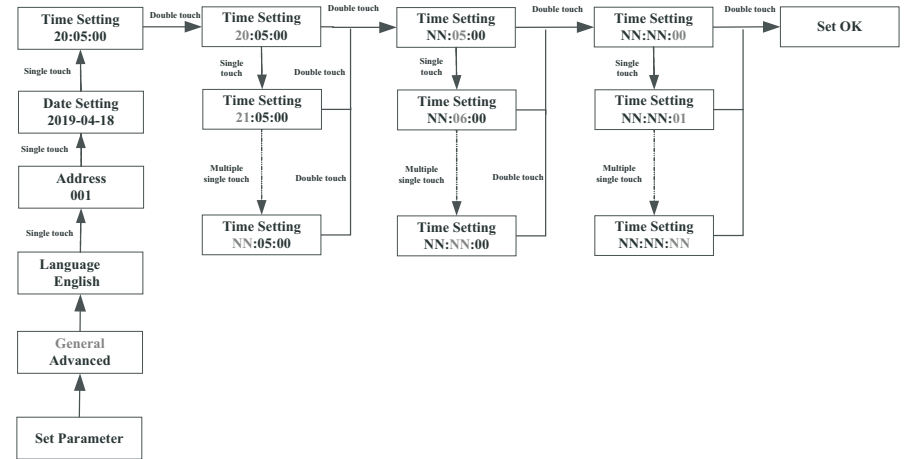 Time Setting
20:05:00
Double touch
Time Setting
20:05:00
Double touch
Time Setting
NN:05:00
Double touch
Time Setting
NN:NN:00
Double touch
Set OK
Single touch
Single
touch
Double touch
Single
touch
Single
touch
Date Setting
2019-04-18
Time Setting
21:05:00
Time Setting
NN:06:00
Time Setting
NN:NN:01
Single touch
Address
001
Multiple
single touch
Double touch
Multiple
single touch
Double touch
Multiple
single touch
Single touch
Time Setting
NN:05:00
Time Setting
NN:NN:00
Time Setting
NN:NN:NN
Language
English
General
Advanced
Set Parameter